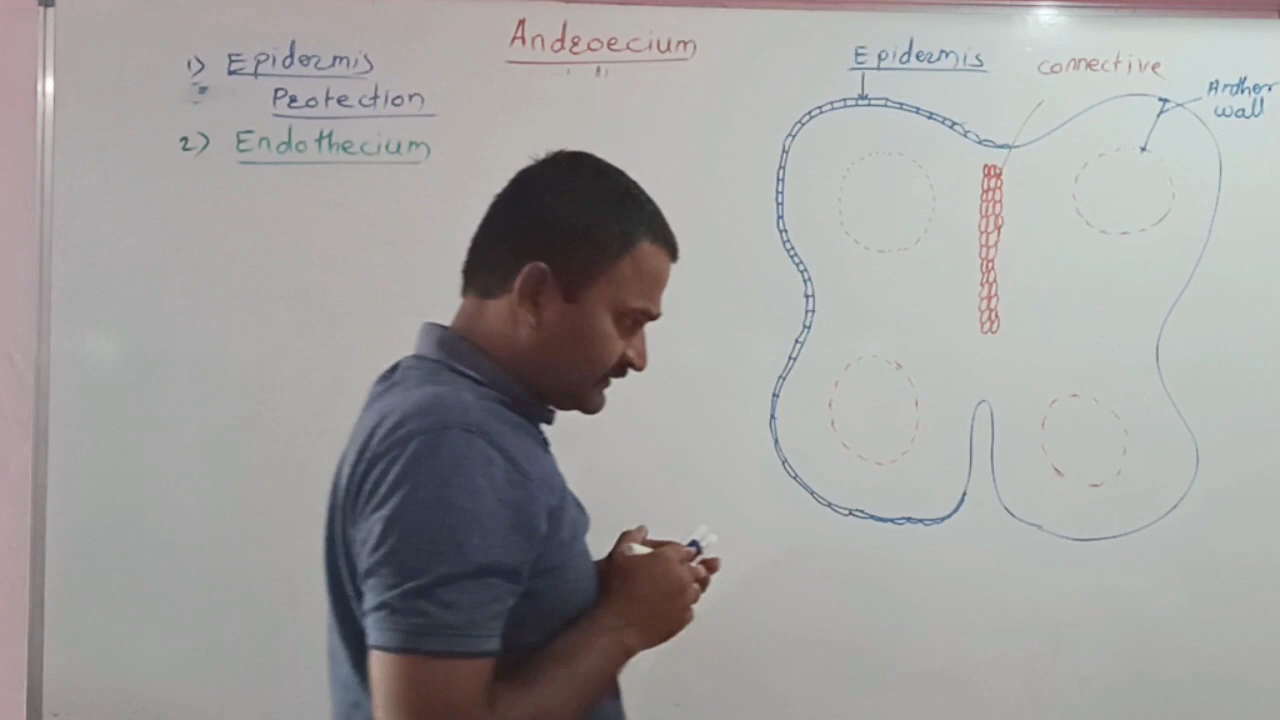 Androecium
1) Epidermis
Protection
2) Endothecium
Epidermis
connective
Anther
wall